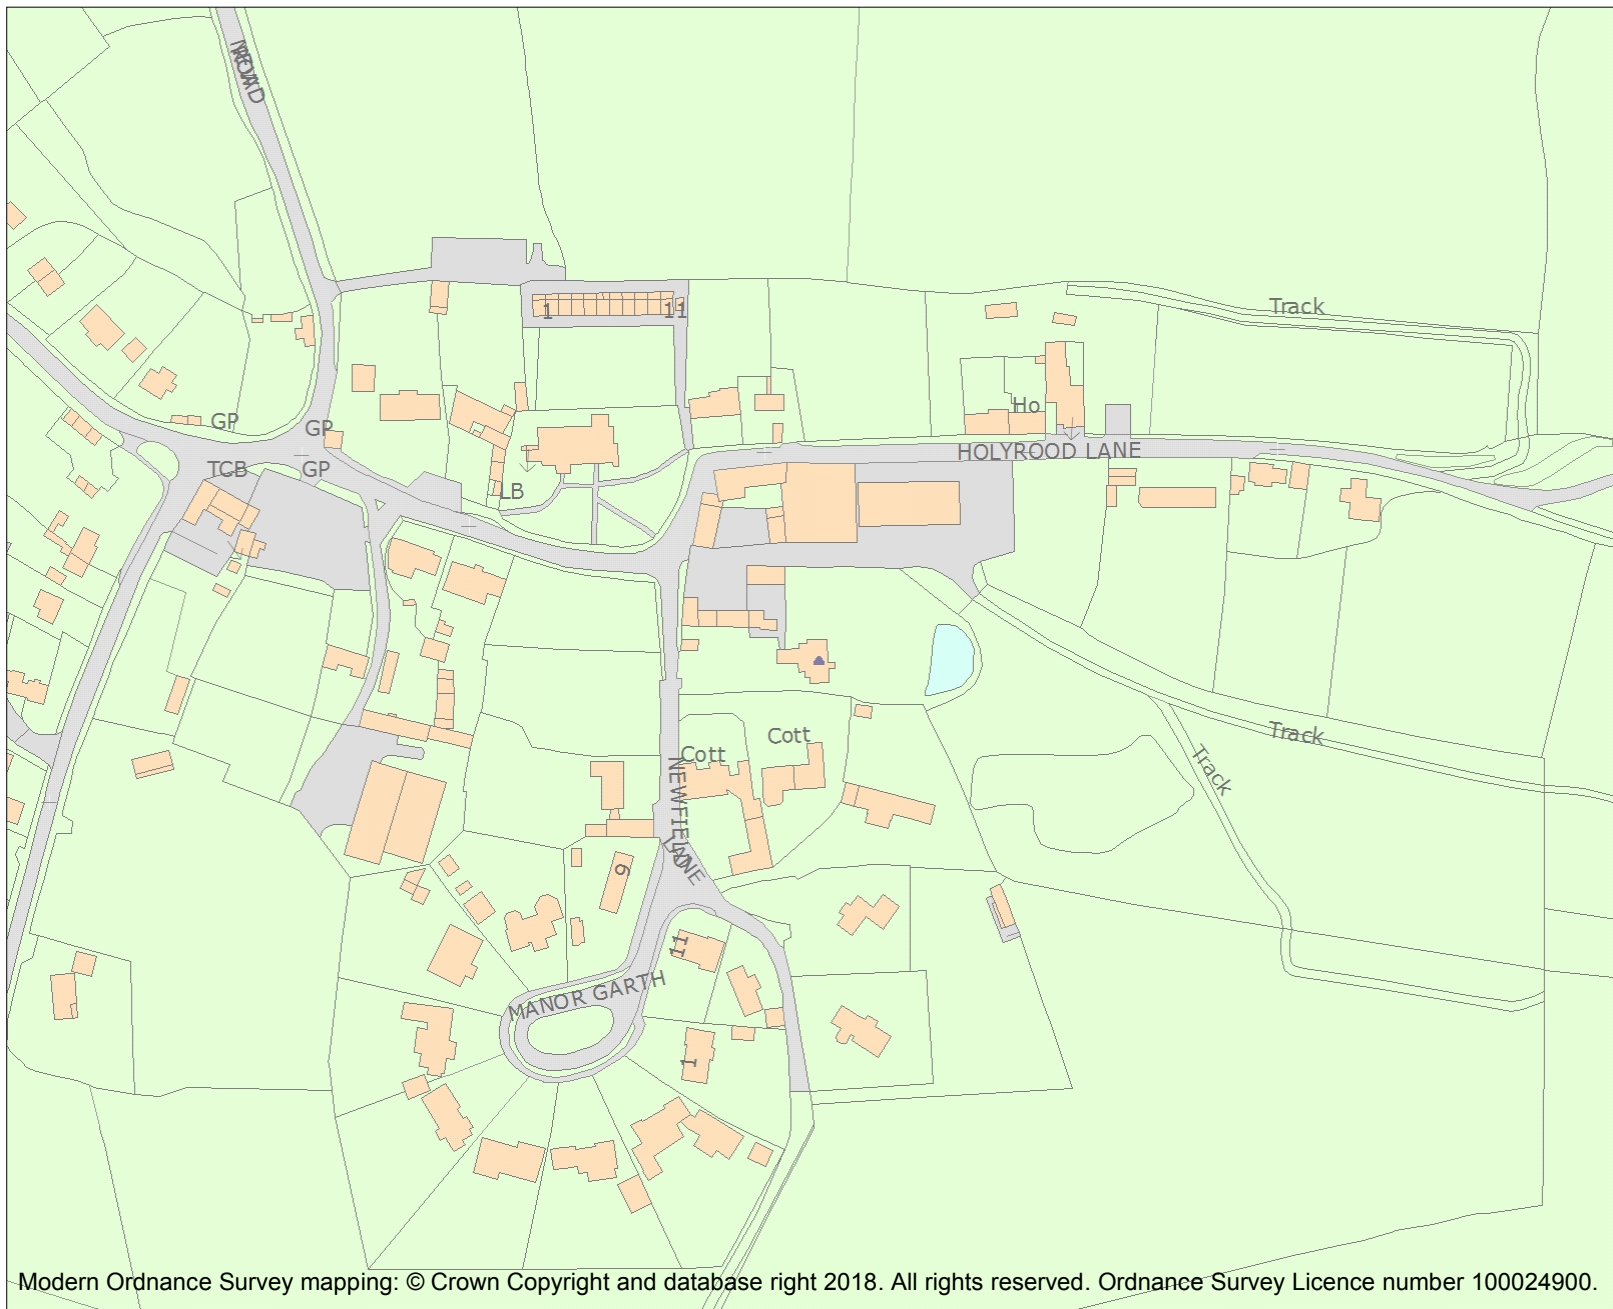 NEW
ROAD
Track
1
11
Ho
GP
GP
HOLYROOD LANE
TCB
GP
LB
Track
Cott
Cott
Track
NEWFIELD
LANE
9
11
MANOR GARTH
1
Modern Ordnance Survey mapping: © Crown Copyright and database right 2018. All rights reserved. Ordnance Survey Licence number 100024900.